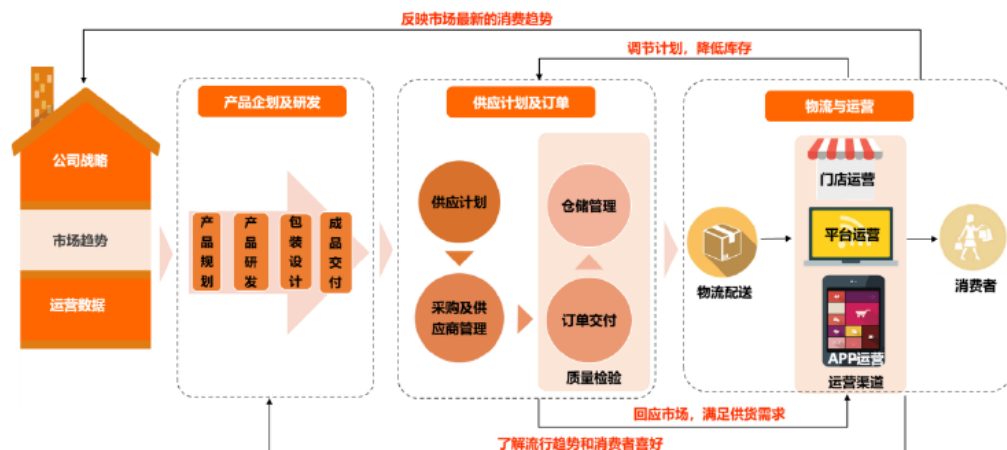 反映市场最新的消费趋势
调节计划，降低库存
产品企划及研发
供应计划及订单
物流与运营
公司战略
市场趋势
运营数据
产品规划
产品研发
包装设计
成品交付
供应计划
采购及供
应商管理
仓储管理
订单交付
质量检验
物流配送
门店运营
平台运营
APP运营
运营渠道
消费者
回应市场，满足供货需求
了解流行趋势和消费者喜好